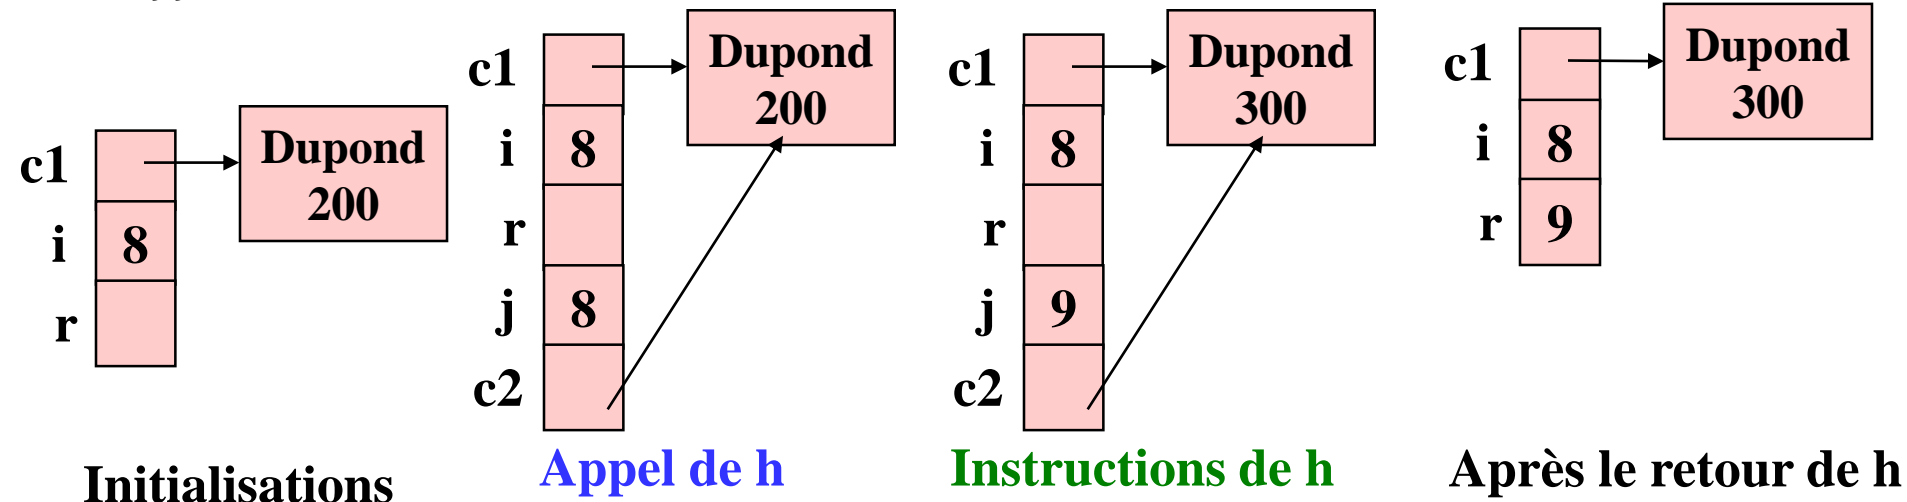 c1
Dupond
200
i
8
r
Initialisations
c1
Dupond
200
i
8
r
j
8
c2
Appel de h
c1
Dupond
300
i
8
r
j
9
c2
Instructions de h
c1
Dupond
300
i
8
r
9
Après le retour de h